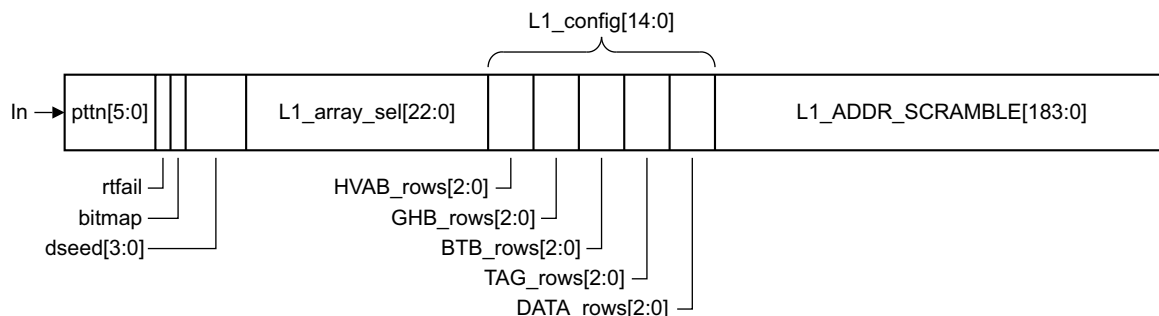 L1_config[14:0]
In
pttn[5:0]
L1_array_sel[22:0]
L1_ADDR_SCRAMBLE[183:0]
rtfail
bitmap
dseed[3:0]
HVAB_rows[2:0]
GHB_rows[2:0]
BTB_rows[2:0]
TAG_rows[2:0]
DATA_rows[2:0]